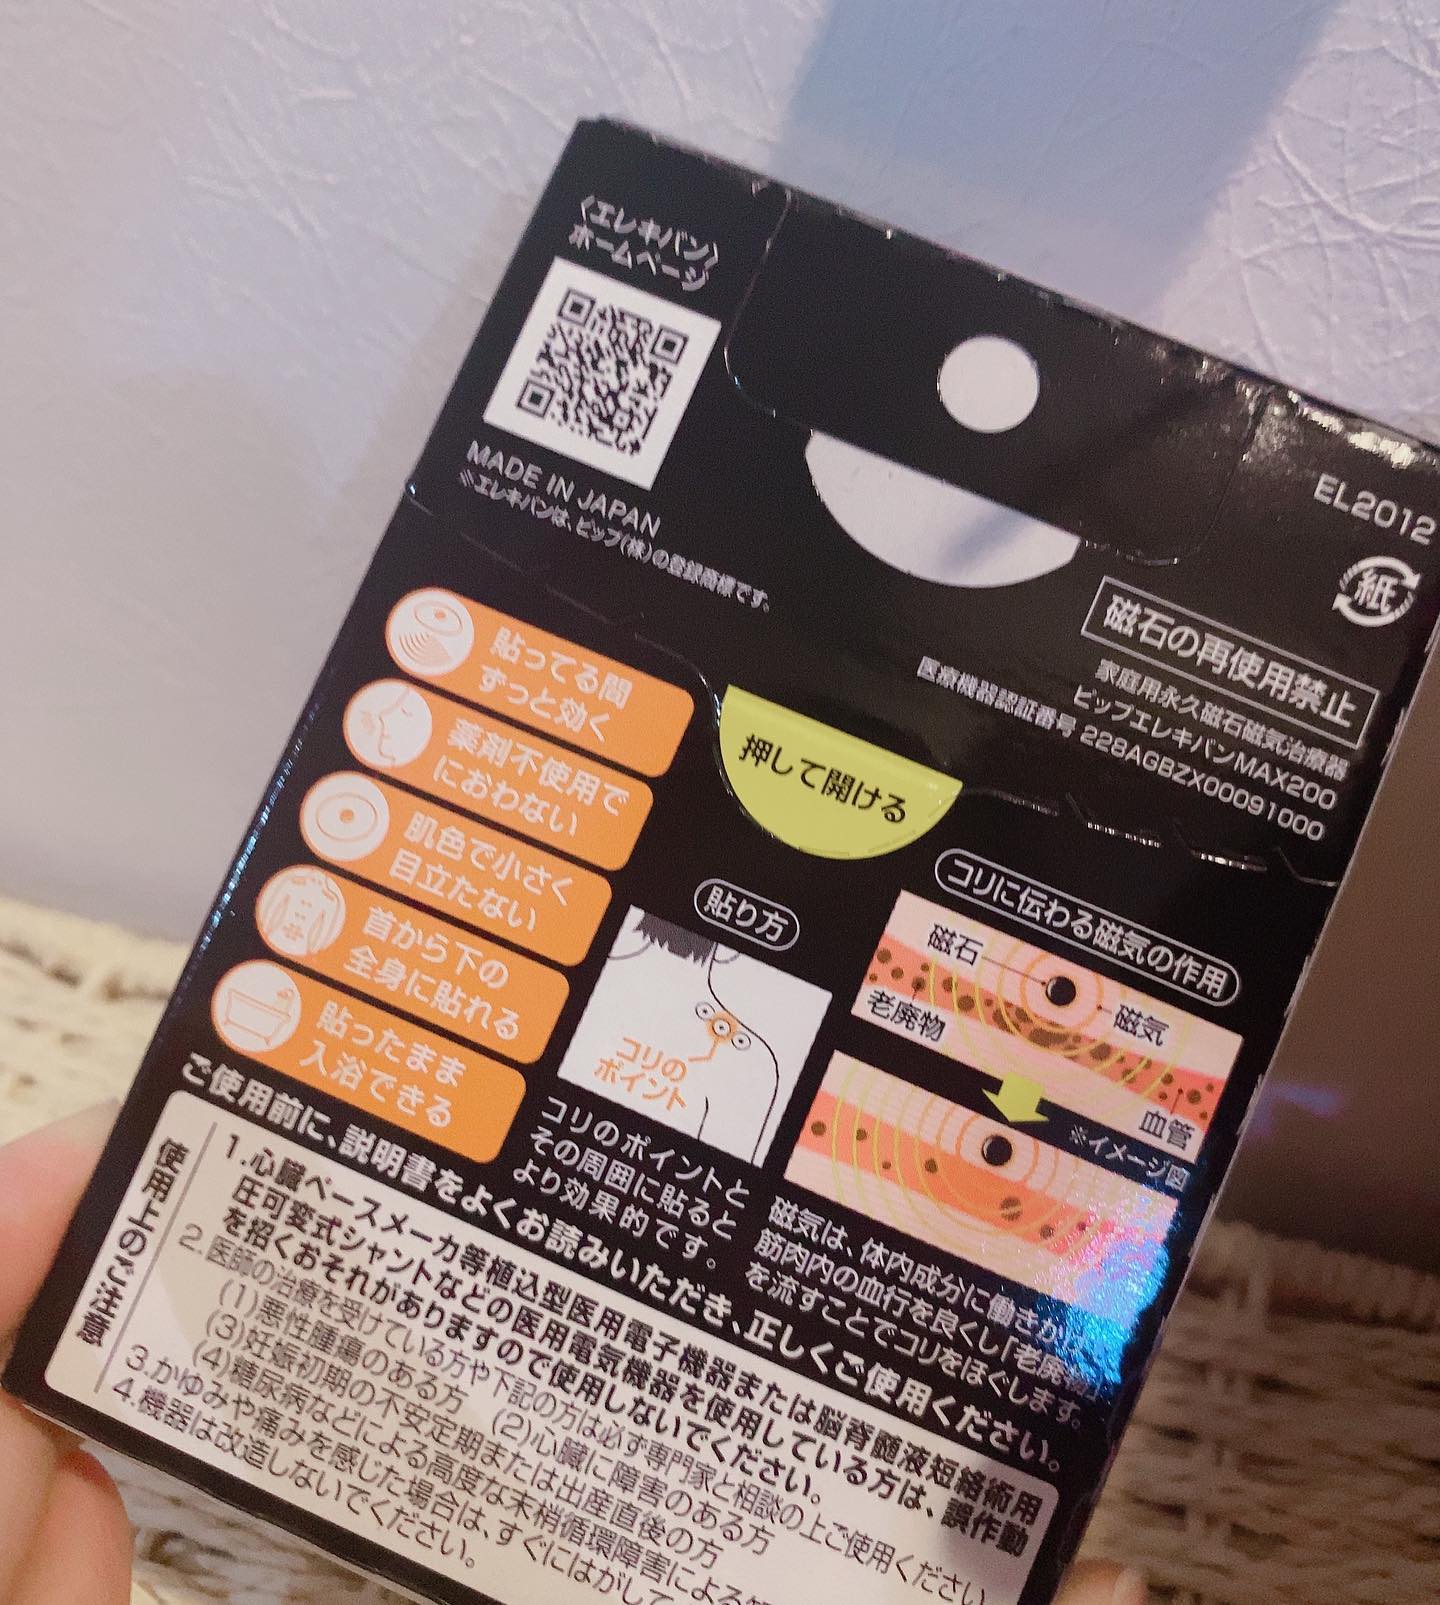 〈エレキバン〉
ホームページ
MADE IN JAPAN
※エレキバンは、ピップ(株)の登録商標です。
EL2012
紙
磁石の再使用禁止
家庭用永久磁石磁気治療器
ピップエレキバンMAX200
医療機器認証番号 228AGBZX00091000
押して開ける
貼ってる間
ずっと効く
薬剤不使用で
におわない
肌色で小さく
目立たない
首から下の
全身に貼れる
貼ったまま
入浴できる
貼り方
コリの
ポイント
コリのポイントと
その周囲に貼ると
より効果的です。
コリに伝わる磁気の作用
磁石
磁気
老廃物
血管
※イメージ図
磁気は、体内成分に働きかけ、
筋肉内の血行を良くし「老廃物」
を流すことでコリをほぐします。
ご使用前に、説明書をよくお読みいただき、正しくご使用ください。
使用上のご注意
1.心臓ペースメーカ等植込型医用電子機器または脳脊髄液短絡術用
圧可変式シャントなどの医用電気機器を使用している方は、誤作動
を招くおそれがありますので使用しないでください。
2.医師の治療を受けている方や下記の方は必ず専門家と相談の上ご使用ください
(1)悪性腫瘍のある方 (2)心臓に障害のある方
(3)妊娠初期の不安定期または出産直後の方
(4)糖尿病などによる高度な末梢循環障害による
3.かゆみや痛みを感じた場合は、すぐにはがして
4.機器は改造しないでください。